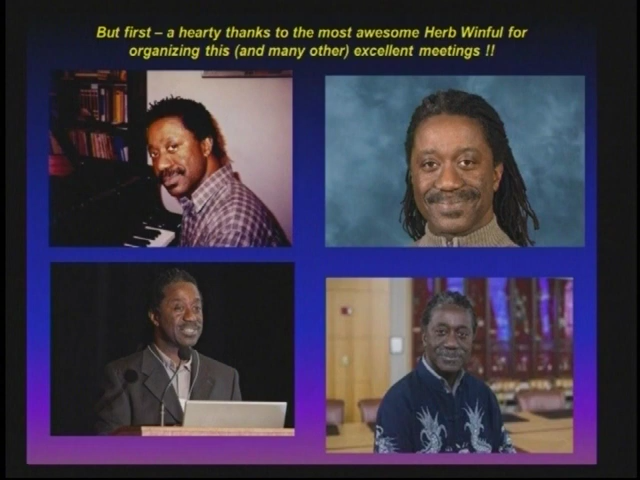 But first – a hearty thanks to the most awesome Herb Winful for
organizing this (and many other) excellent meetings !!